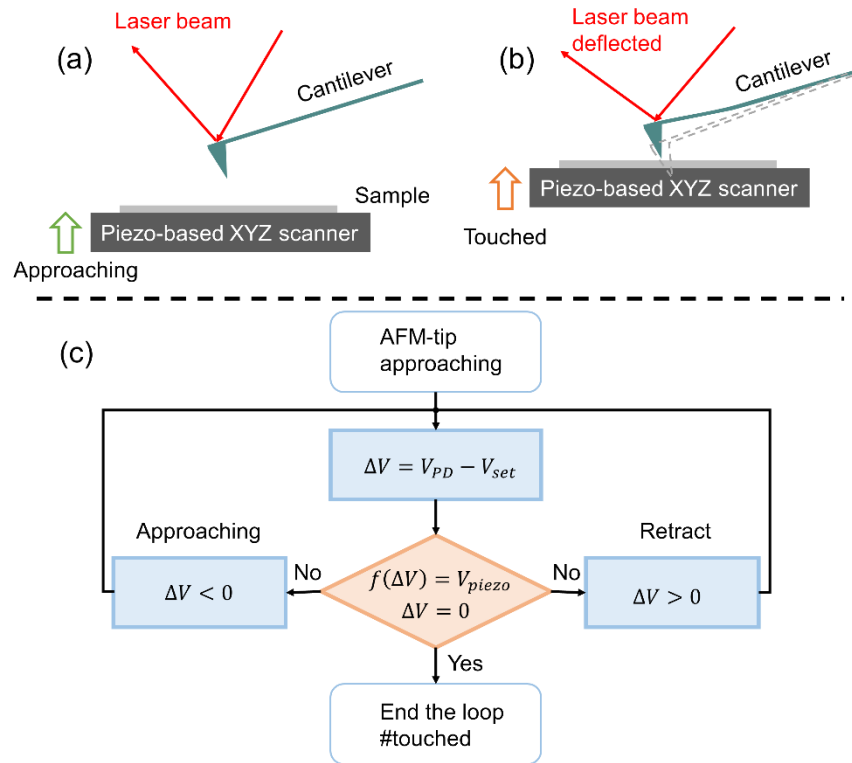 (a)
Laser beam
Cantilever
Sample
Piezo-based XYZ scanner
Approaching
(b)
Laser beam
deflected
Cantilever
Piezo-based XYZ scanner
Touched
(c)
AFM-tip
approaching
ΔV = V_PD − V_set
Approaching
Retract
No
f(ΔV) = V_piezo
ΔV = 0
No
ΔV < 0
ΔV > 0
Yes
End the loop
#touched